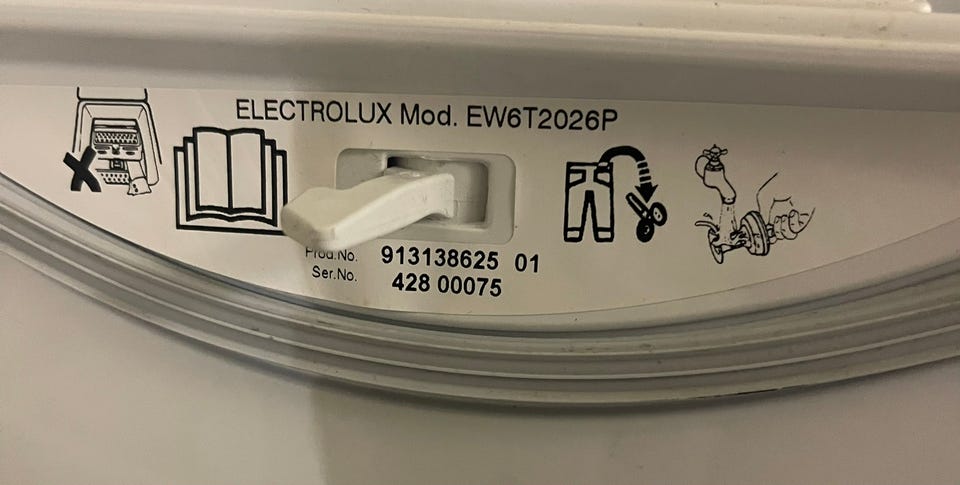 ELECTROLUX Mod. EW6T2026P
Prod.No. 913138625 01
Ser.No. 428 00075